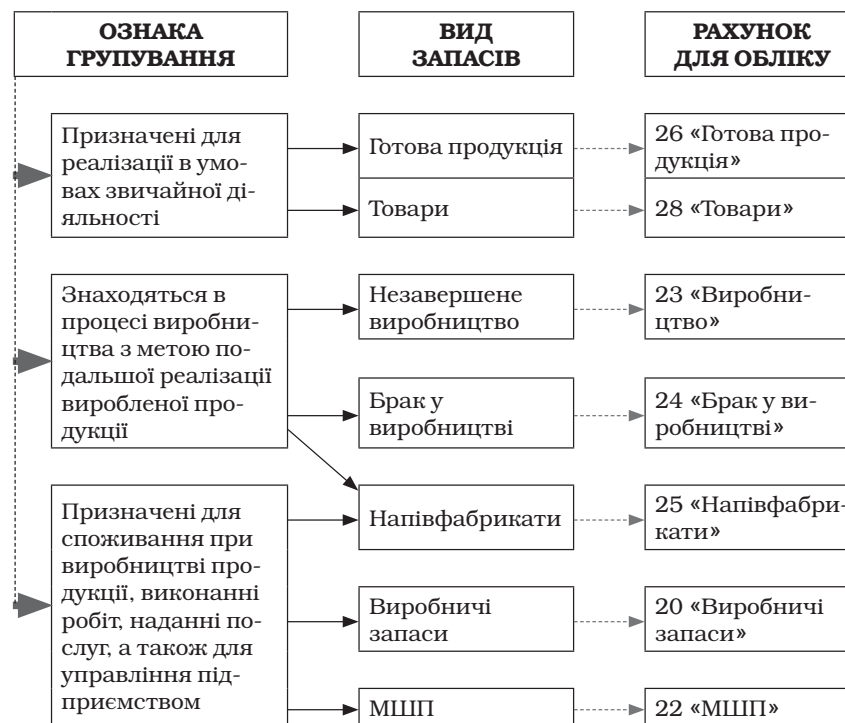 ОЗНАКА
ГРУПУВАННЯ
ВИД
ЗАПАСІВ
РАХУНОК
ДЛЯ ОБЛІКУ
Призначені для
реалізації в умо-
вах звичайної ді-
яльності
Готова продукція
26 «Готова про-
дукція»
Товари
28 «Товари»
Знаходяться в
процесі виробни-
цтва з метою по-
дальшої реалізації
виробленої про-
дукції
Незавершене
виробництво
23 «Виробни-
цтво»
Брак у
виробництві
24 «Брак у ви-
робництві»
Призначені для
споживання при
виробництві про-
дукції, виконанні
робіт, наданні по-
слуг, а також для
управління під-
приємством
Напівфабрикати
25 «Напівфабри-
кати»
Виробничі
запаси
20 «Виробничі
запаси»
МШП
22 «МШП»